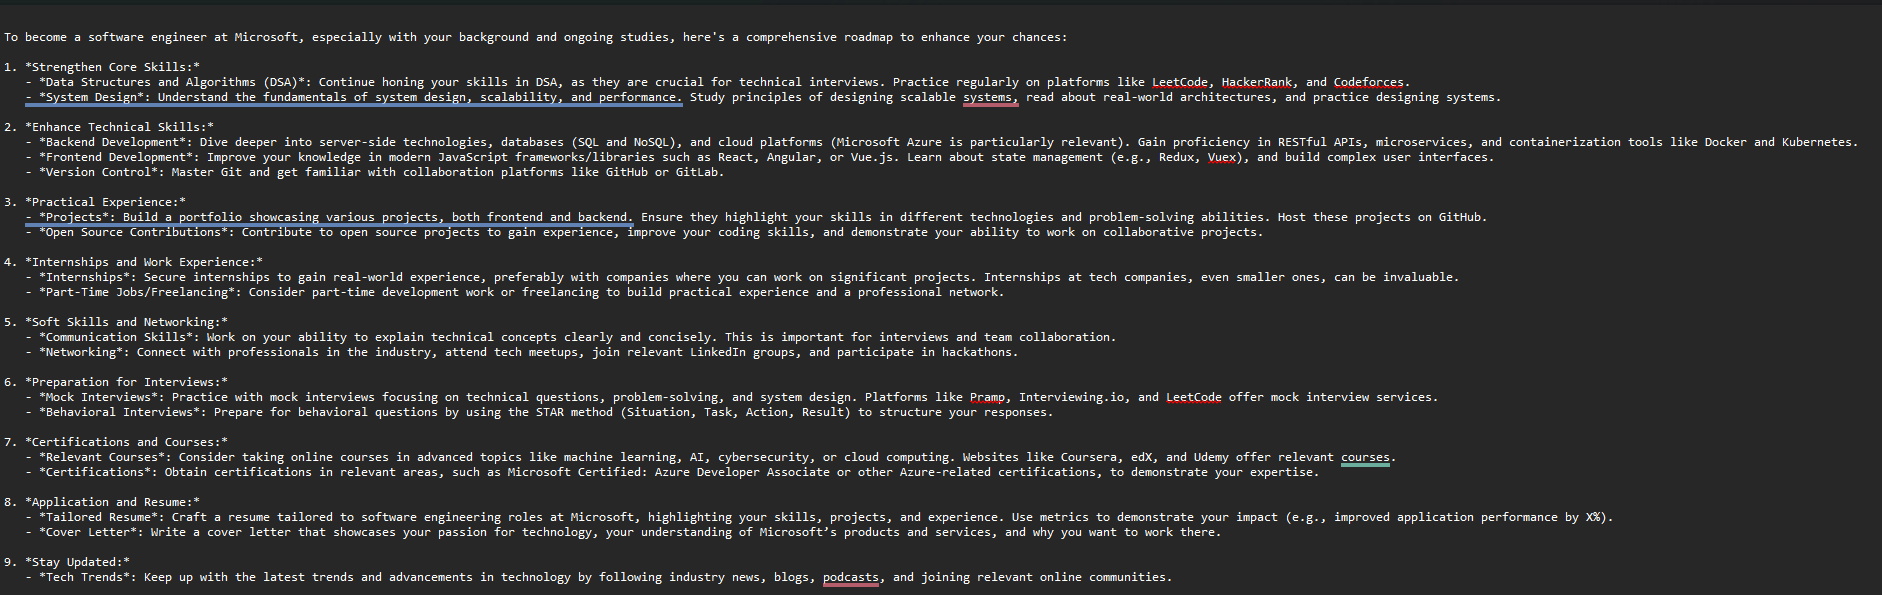 To become a software engineer at Microsoft, especially with your background and ongoing studies, here's a comprehensive roadmap to enhance your chances:
1. *Strengthen Core Skills:*
- *Data Structures and Algorithms (DSA)*: Continue honing your skills in DSA, as they are crucial for technical interviews. Practice regularly on platforms like LeetCode, HackerRank, and Codeforces.
- *System Design*: Understand the fundamentals of system design, scalability, and performance. Study principles of designing scalable systems, read about real-world architectures, and practice designing systems.
2. *Enhance Technical Skills:*
- *Backend Development*: Dive deeper into server-side technologies, databases (SQL and NoSQL), and cloud platforms (Microsoft Azure is particularly relevant). Gain proficiency in RESTful APIs, microservices, and containerization tools like Docker and Kubernetes.
- *Frontend Development*: Improve your knowledge in modern JavaScript frameworks/libraries such as React, Angular, or Vue.js. Learn about state management (e.g., Redux, Vuex), and build complex user interfaces.
- *Version Control*: Master Git and get familiar with collaboration platforms like GitHub or GitLab.
3. *Practical Experience:*
- *Projects*: Build a portfolio showcasing various projects, both frontend and backend. Ensure they highlight your skills in different technologies and problem-solving abilities. Host these projects on GitHub.
- *Open Source Contributions*: Contribute to open source projects to gain experience, improve your coding skills, and demonstrate your ability to work on collaborative projects.
4. *Internships and Work Experience:*
- *Internships*: Secure internships to gain real-world experience, preferably with companies where you can work on significant projects. Internships at tech companies, even smaller ones, can be invaluable.
- *Part-Time Jobs/Freelancing*: Consider part-time development work or freelancing to build practical experience and a professional network.
5. *Soft Skills and Networking:*
- *Communication Skills*: Work on your ability to explain technical concepts clearly and concisely. This is important for interviews and team collaboration.
- *Networking*: Connect with professionals in the industry, attend tech meetups, join relevant LinkedIn groups, and participate in hackathons.
6. *Preparation for Interviews:*
- *Mock Interviews*: Practice with mock interviews focusing on technical questions, problem-solving, and system design. Platforms like Pramp, Interviewing.io, and LeetCode offer mock interview services.
- *Behavioral Interviews*: Prepare for behavioral questions by using the STAR method (Situation, Task, Action, Result) to structure your responses.
7. *Certifications and Courses:*
- *Relevant Courses*: Consider taking online courses in advanced topics like machine learning, AI, cybersecurity, or cloud computing. Websites like Coursera, edX, and Udemy offer relevant courses.
- *Certifications*: Obtain certifications in relevant areas, such as Microsoft Certified: Azure Developer Associate or other Azure-related certifications, to demonstrate your expertise.
8. *Application and Resume:*
- *Tailored Resume*: Craft a resume tailored to software engineering roles at Microsoft, highlighting your skills, projects, and experience. Use metrics to demonstrate your impact (e.g., improved application performance by X%).
- *Cover Letter*: Write a cover letter that showcases your passion for technology, your understanding of Microsoft’s products and services, and why you want to work there.
9. *Stay Updated:*
- *Tech Trends*: Keep up with the latest trends and advancements in technology by following industry news, blogs, podcasts, and joining relevant online communities.